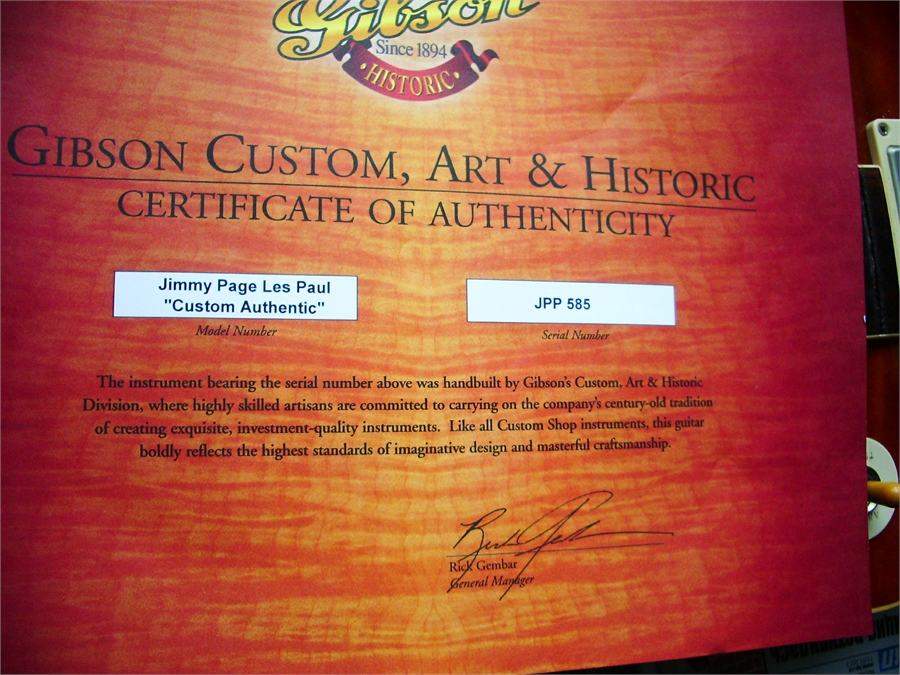 Gibson
Since 1894
• HISTORIC •
GIBSON CUSTOM, ART & HISTORIC
CERTIFICATE OF AUTHENTICITY
Jimmy Page Les Paul
"Custom Authentic"
Model Number
JPP 585
Serial Number
The instrument bearing the serial number above was handbuilt by Gibson's Custom, Art & Historic
Division, where highly skilled artisans are committed to carrying on the company's century-old tradition
of creating exquisite, investment-quality instruments. Like all Custom Shop instruments, this guitar
boldly reflects the highest standards of imaginative design and masterful craftsmanship.
Rick Gembar
General Manager